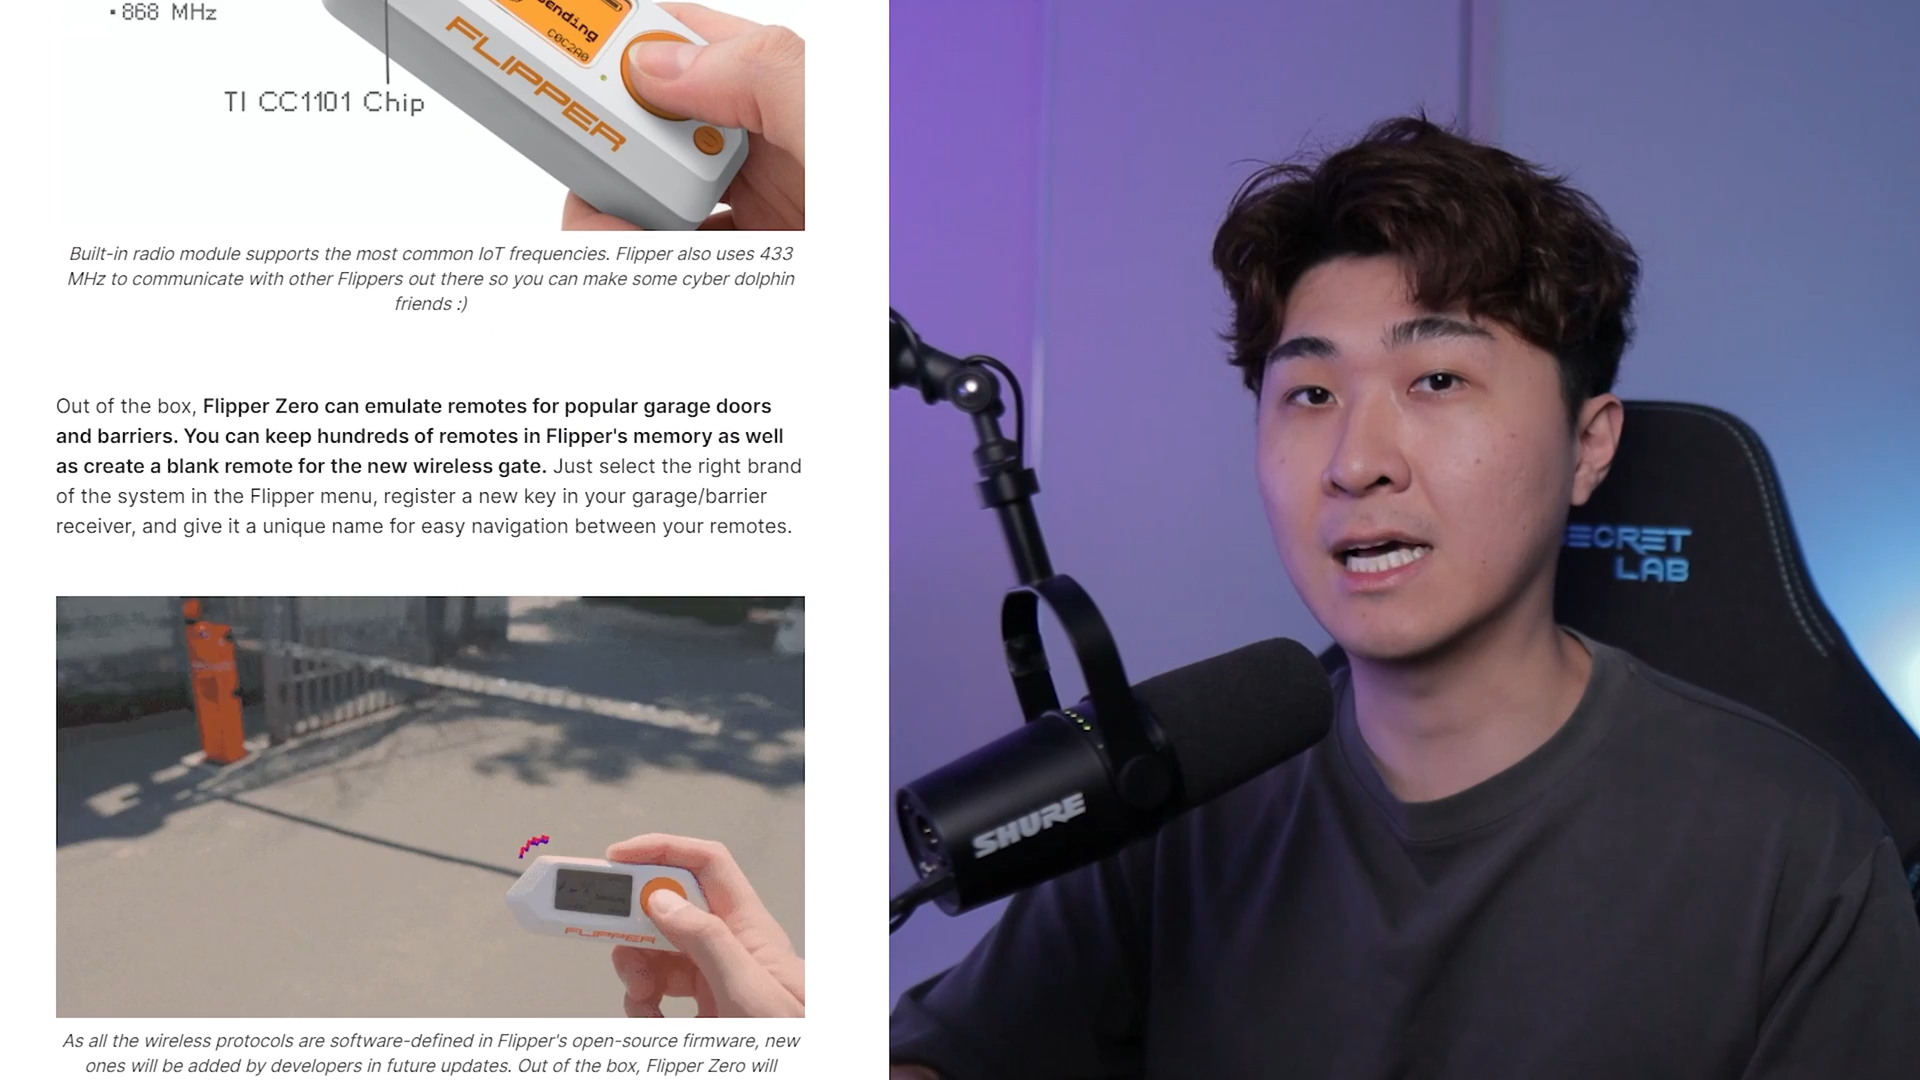 • 868 MHz
Sending
C0C2A0
FLIPPER
TI CC1101 Chip
Built-in radio module supports the most common IoT frequencies. Flipper also uses 433
MHz to communicate with other Flippers out there so you can make some cyber dolphin
friends :)
Out of the box, Flipper Zero can emulate remotes for popular garage doors
and barriers. You can keep hundreds of remotes in Flipper's memory as well
as create a blank remote for the new wireless gate. Just select the right brand
of the system in the Flipper menu, register a new key in your garage/barrier
receiver, and give it a unique name for easy navigation between your remotes.
FLIPPER
As all the wireless protocols are software-defined in Flipper's open-source firmware, new
ones will be added by developers in future updates. Out of the box, Flipper Zero will
SECRET
LAB
SHURE